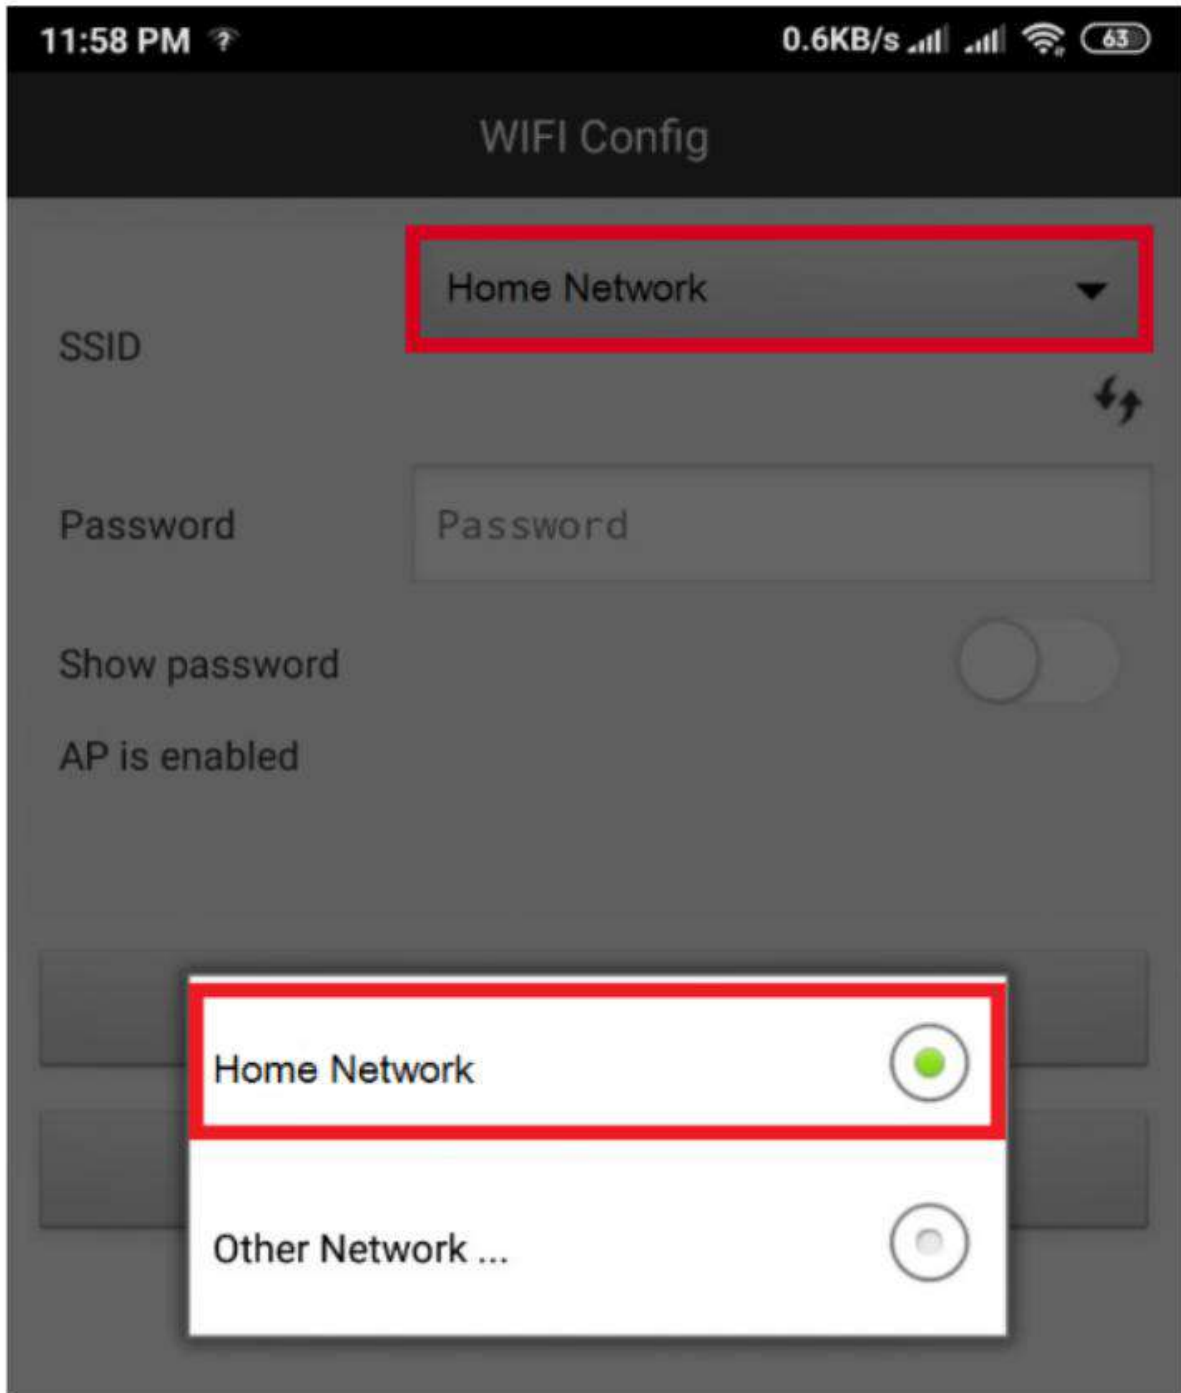 11:58 PM ? 0.6KB/s 63
WIFI Config
Home Network
SSID
Password Password
Show password
AP is enabled
Home Network
Other Network ...